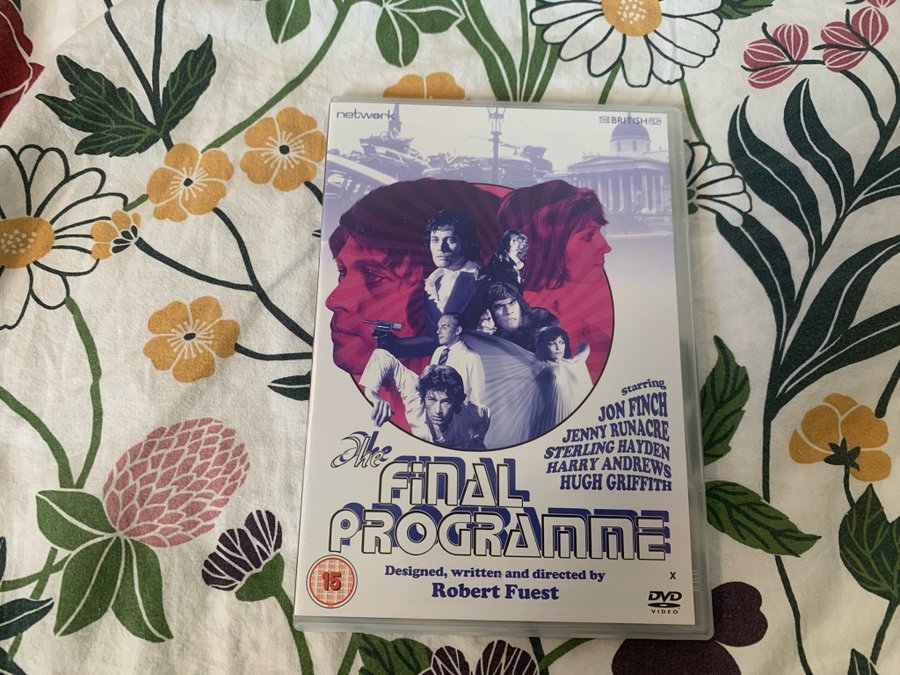 network
THE BRITISH FILM
starring
JON FINCH
JENNY RUNACRE
STERLING HAYDEN
HARRY ANDREWS
HUGH GRIFFITH
The
FINAL
PROGRAMME
15
Designed, written and directed by
Robert Fuest
X
DVD
VIDEO